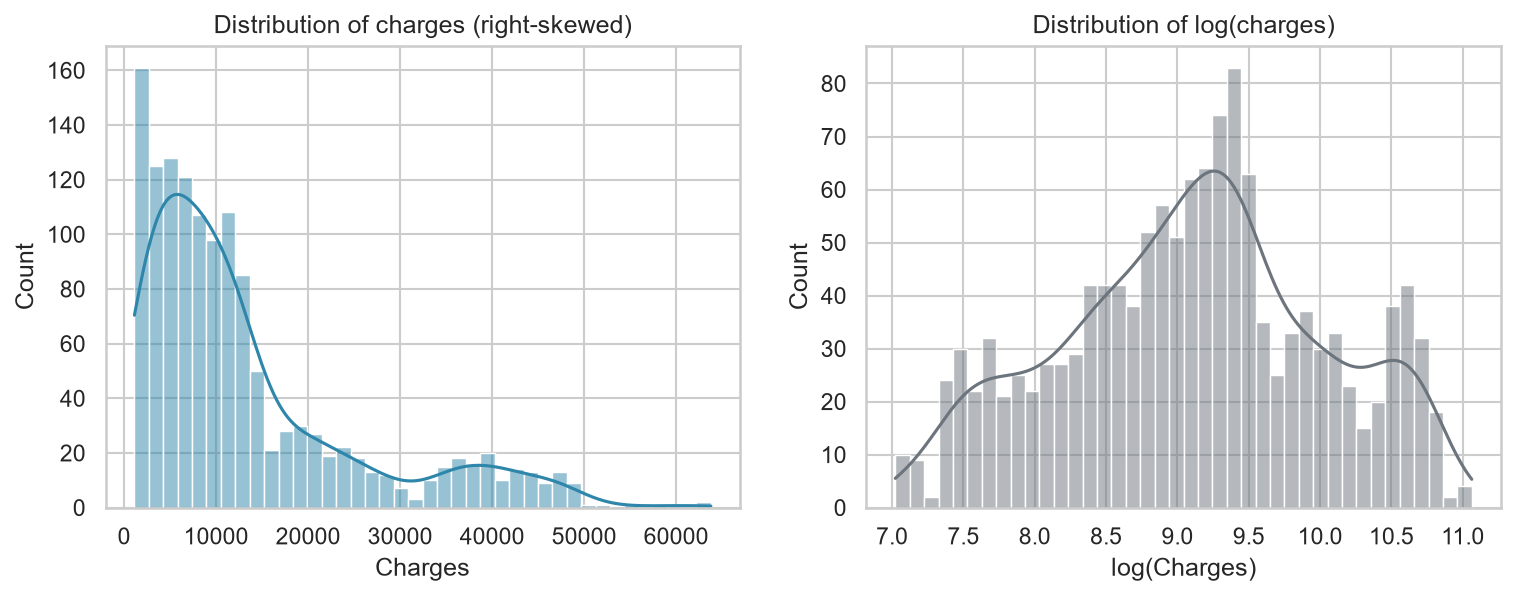 Distribution of charges (right-skewed)
160
140
120
100
80
60
40
20
0
Count
0 10000 20000 30000 40000 50000 60000
Charges
Distribution of log(charges)
80
70
60
50
40
30
20
10
0
Count
7.0 7.5 8.0 8.5 9.0 9.5 10.0 10.5 11.0
log(Charges)